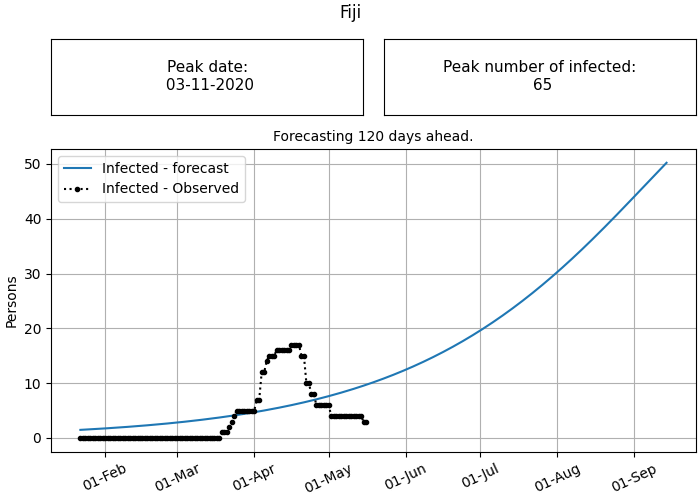 Fiji
Peak date:
03-11-2020
Peak number of infected:
65
Forecasting 120 days ahead.
Infected - forecast
Infected - Observed
Persons
50
40
30
20
10
0
01-Feb
01-Mar
01-Apr
01-May
01-Jun
01-Jul
01-Aug
01-Sep